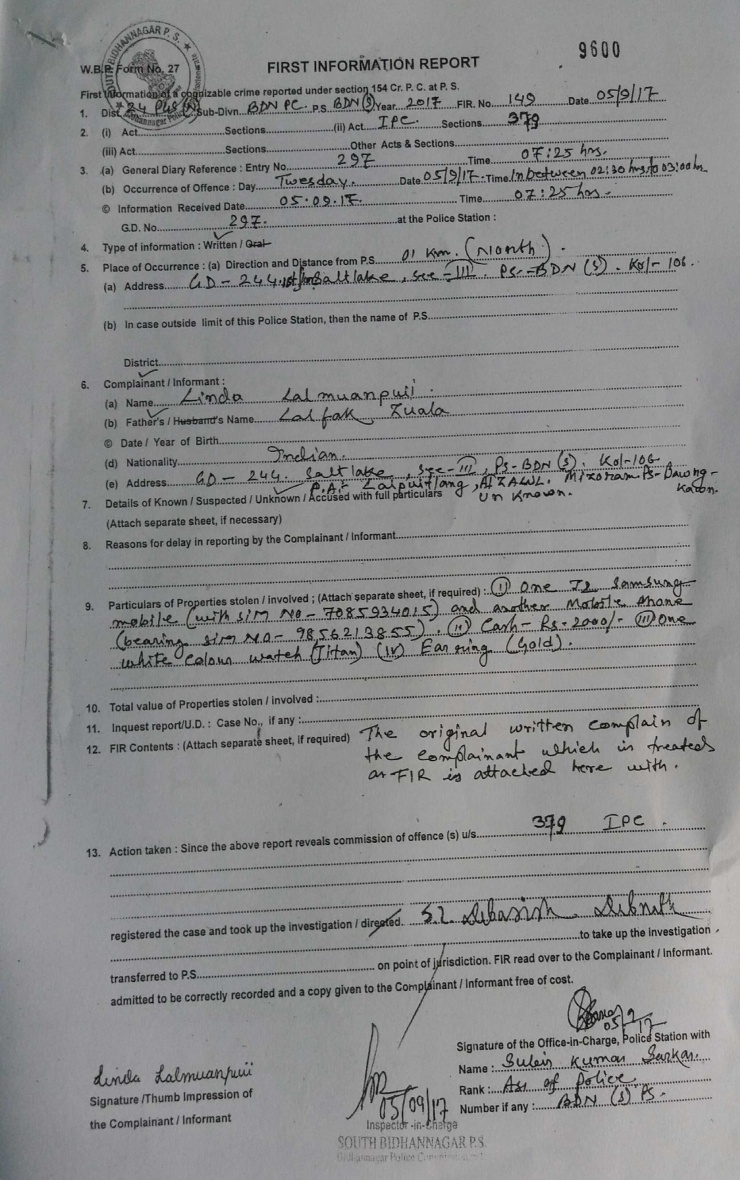 9600
SOUTH BIDHANNAGAR P. S.
W.B.P. Form No. 27
FIRST INFORMATION REPORT
First Information of a cognizable crime reported under section 154 Cr. P. C. at P. S.
1. Dist. 24 PGS (N) Sub-Divn. BDN PC. P.S. BDN (S) Year 2017 FIR. No. 149 Date 05/9/17
2. (i) Act Sections (ii) Act IPC. Sections 379
(iii) Act Sections Other Acts & Sections
3. (a) General Diary Reference : Entry No. 297 Time 07:25 hrs.
(b) Occurrence of Offence : Day Twesday. Date 05/9/17. Time In between 02:30 hrs to 03:00 hrs
© Information Received Date 05.09.17. Time 07:25 hrs.
G.D. No. 297. at the Police Station :
4. Type of information : Written / Oral
5. Place of Occurrence : (a) Direction and Distance from P.S. 01 Km. (North).
(a) Address GD-244, Saltlake, sec-III. PS-BDN (S). Kol-106.
(b) In case outside limit of this Police Station, then the name of P.S.
District
6. Complainant / Informant :
(a) Name Linda Lalmuanpuii.
(b) Father's / Husband's Name Lalfak Zuala
© Date / Year of Birth
(d) Nationality Indian.
(e) Address GD-244. Saltlake, sec-III, PS-BDN (S). Kol-106
P.A. AIZAWL. Mizoram PS-Bawng-
7. Details of Known / Suspected / Unknown / Accused with full particulars Un Known. Kawn.
(Attach separate sheet, if necessary)
8. Reasons for delay in reporting by the Complainant / Informant
9. Particulars of Properties stolen / involved ; (Attach separate sheet, if required) : (I) One J2 Samsung
mobile (with sim No-7085934015) and another Mobile Phone
(bearing sim No-9856213855). (II) Cash-Rs-2000/- (III) One
white colour watch (Titan) (IV) Ear ring (Gold).
10. Total value of Properties stolen / involved :
11. Inquest report/U.D. : Case No., if any :
12. FIR Contents : (Attach separate sheet, if required) The original written complain of
the complainant which is treated
as FIR is attached here with.
13. Action taken : Since the above report reveals commission of offence (s) u/s 379 IPC.
registered the case and took up the investigation / directed. S.I. Debasish Debnath
to take up the investigation
transferred to P.S. on point of jurisdiction. FIR read over to the Complainant / Informant.
admitted to be correctly recorded and a copy given to the Complainant / Informant free of cost.
05/9/17
Signature of the Office-in-Charge, Police Station with
Name : Kumar Sarkar.
Rank : ASI of Police.
Number if any : BDN (S) PS.
Linda Lalmuanpuii
Signature /Thumb Impression of
the Complainant / Informant
05/09/17
Inspector-in-Charge
SOUTH BIDHANNAGAR P.S.
Bidhannagar Police Commissionerate